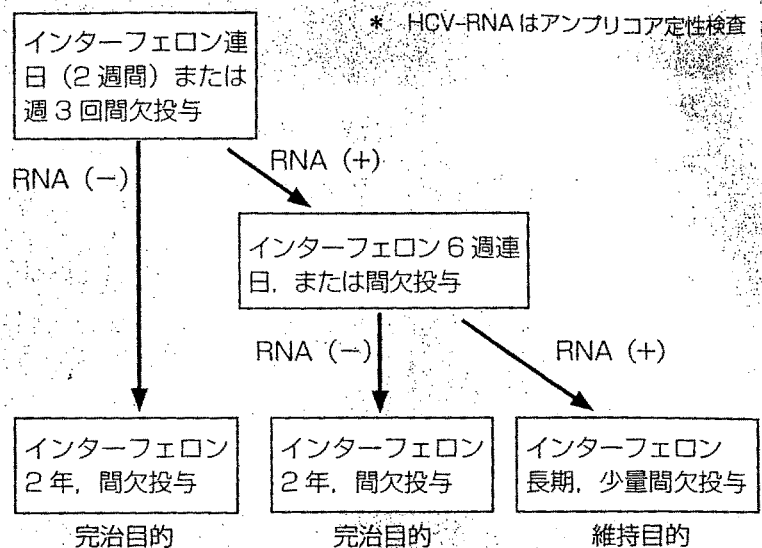 * HCV-RNAはアンプリコア定性検査
インターフェロン連
日（2週間）または
週3回間欠投与
RNA（−）
RNA（+）
インターフェロン6週連
日，または間欠投与
RNA（−）
RNA（+）
インターフェロン
2年，間欠投与
インターフェロン
2年，間欠投与
インターフェロン
長期，少量間欠投与
完治目的
完治目的
維持目的